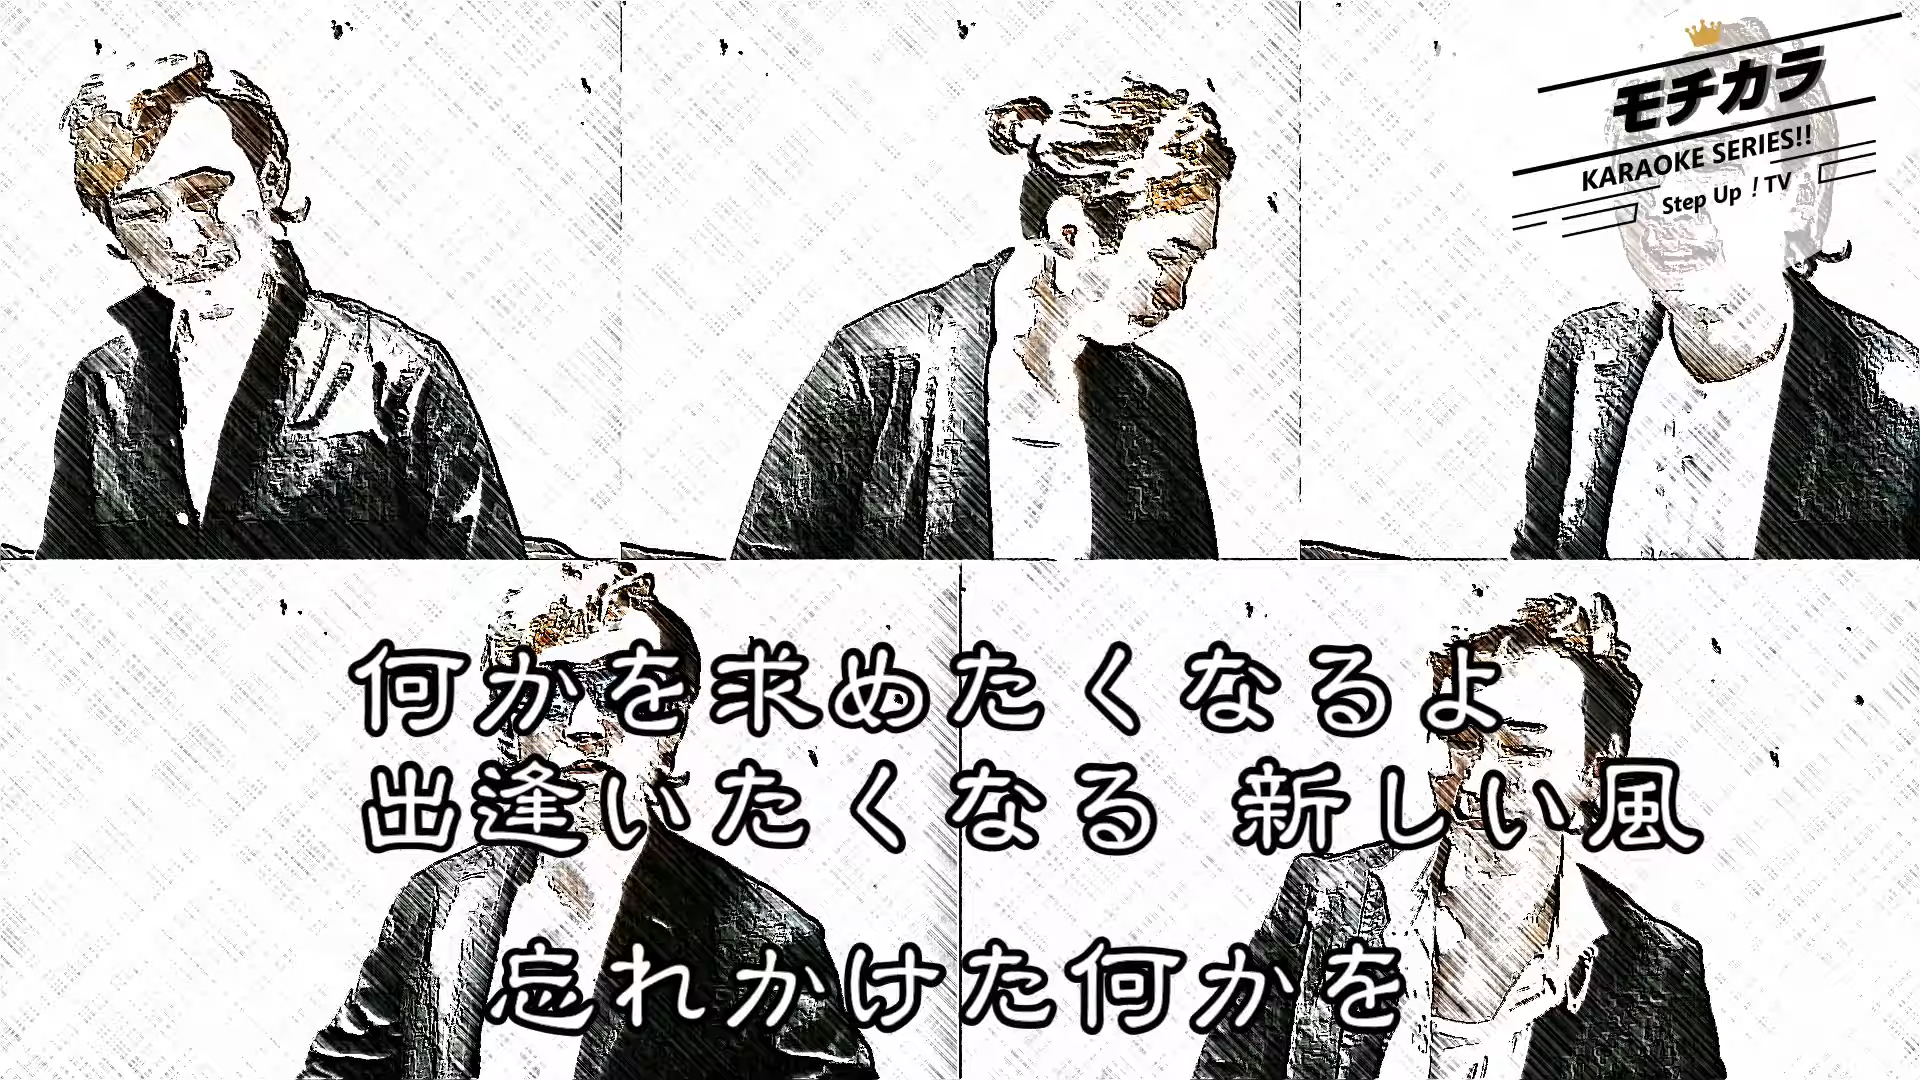 モチカラ
KARAOKE SERIES!!
Step Up ! TV
何かを求めたくなるよ
出逢いたくなる 新しい風
忘れかけた何かを